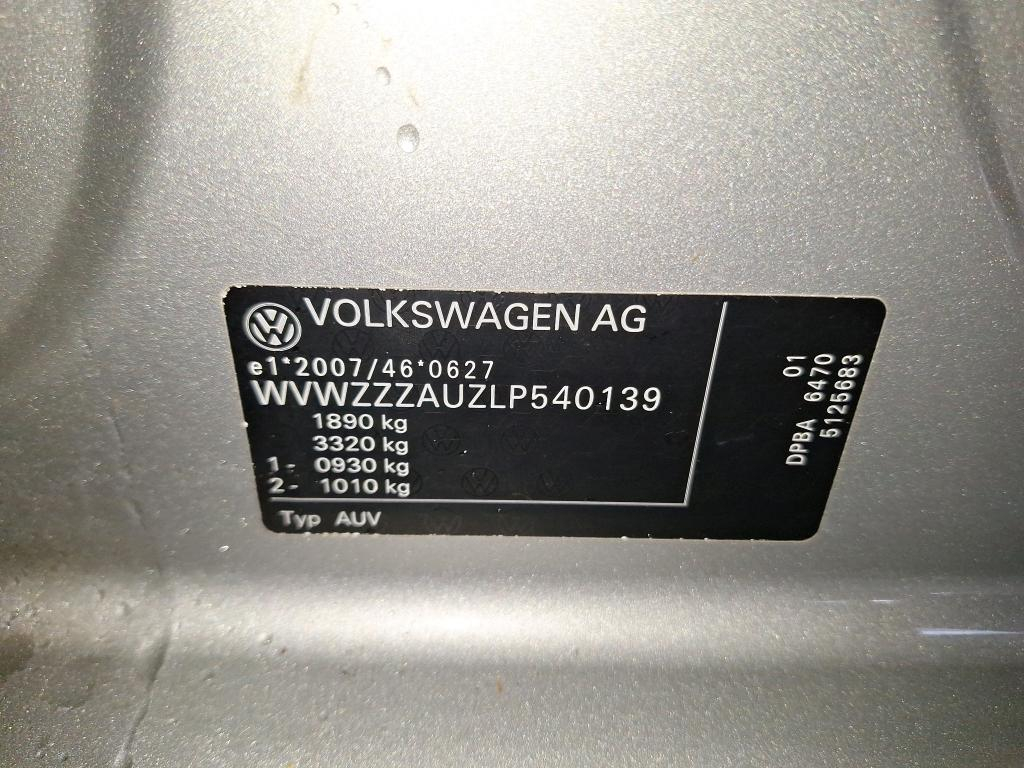 VOLKSWAGEN AG
e1*2007/46*0627
WVWZZZAUZLP540139
1890 kg
3320 kg
1- 0930 kg
2- 1010 kg
Typ AUV
01
DPBA 6470
5125683